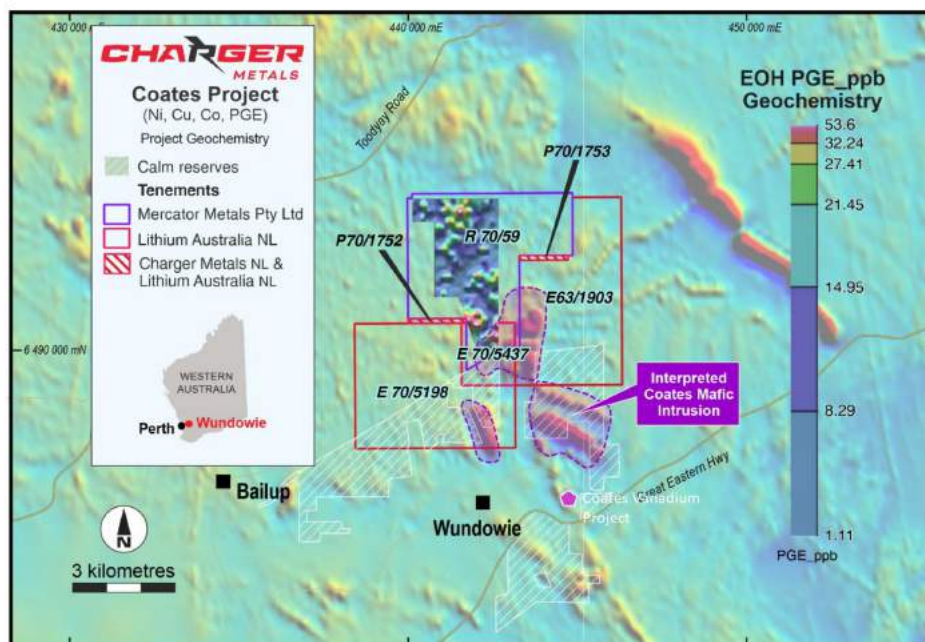 430 000 mE
440 000 mE
450 000 mE
CHARGER
METALS
Coates Project
(Ni, Cu, Co, PGE)
Project Geochemistry
Calm reserves
Tenements
Mercator Metals Pty Ltd
Lithium Australia NL
Charger Metals NL &
Lithium Australia NL
WESTERN
AUSTRALIA
Perth
Wundowie
Toodyay Road
P70/1753
P70/1752
R 70/59
E63/1903
E 70/5437
E 70/5198
6 490 000 mN
Interpreted
Coates Mafic
Intrusion
Great Eastern Hwy
Coates Vanadium
Project
Bailup
Wundowie
N
3 kilometres
EOH PGE_ppb
Geochemistry
53.6
32.24
27.41
21.45
14.95
8.29
1.11
PGE_ppb